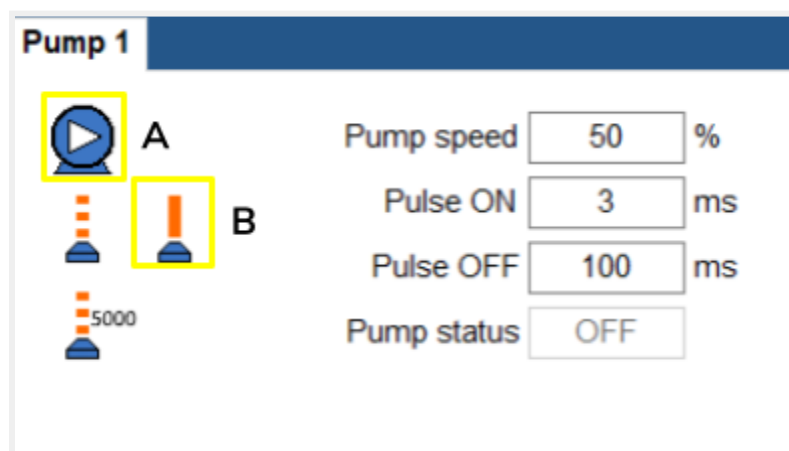 Pump 1
A
Pump speed 50 %
B
Pulse ON 3 ms
Pulse OFF 100 ms
5000
Pump status OFF